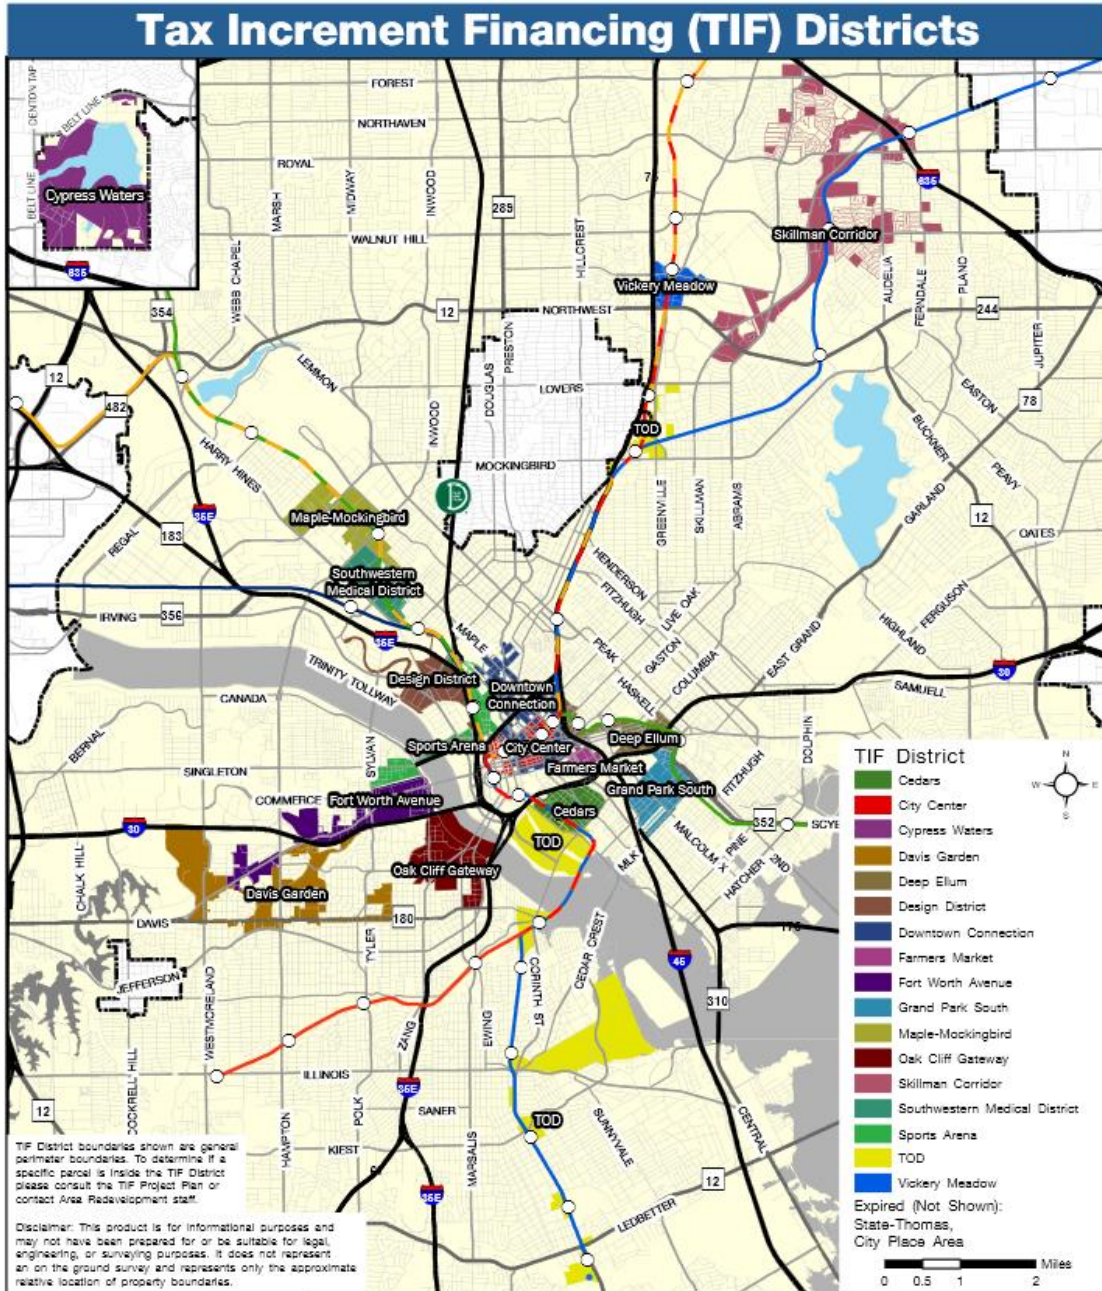 Tax Increment Financing (TIF) Districts
DENTON TAP
BELT LINE
BELT LINE
Cypress Waters
635
FOREST
NORTHAVEN
ROYAL
MARSH
MIDWAY
INWOOD
289
WALNUT HILL
HILLCREST
WEBB CHAPEL
635
Skillman Corridor
AUDELIA
FERNDALE
PLANO
Vickery Meadow
354
12
NORTHWEST
244
JUPITER
LEMMON
12
482
DOUGLAS
PRESTON
LOVERS
INWOOD
EASTON
78
BUCKNER
TOD
HARRY HINES
MOCKINGBIRD
PEAVY
GARLAND
GREENVILLE
SKILLMAN
ABRAMS
35E
REGAL
183
Maple-Mockingbird
12
OATES
Southwestern
Medical District
HENDERSON
FITZHUGH
LIVE OAK
IRVING
356
35E
MAPLE
PEAK
GASTON
HASKELL
COLUMBIA
EAST GRAND
HIGHLAND
FERGUSON
30
SAMUELL
TRINITY TOLLWAY
Design District
CANADA
Downtown
Connection
BERNAL
SYLVAN
Sports Arena
City Center
Deep Ellum
DOLPHIN
FITZHUGH
Farmers Market
SINGLETON
Grand Park South
COMMERCE
Fort Worth Avenue
Cedars
352
SCYE
30
TOD
MLK
MALCOLM X
PINE
HATCHER
2ND
CHALK HILL
Oak Cliff Gateway
Davis Garden
DAVIS
180
TYLER
CORINTH ST
CEDAR CREST
45
310
JEFFERSON
WESTMORELAND
ZANG
EWING
ILLINOIS
35E
COCKRELL HILL
12
HAMPTON
POLK
SANER
TOD
SUNNYVALE
CENTRAL
KIEST
MARSALIS
12
35E
LEDBETTER
TIF District
Cedars
City Center
Cypress Waters
Davis Garden
Deep Ellum
Design District
Downtown Connection
Farmers Market
Fort Worth Avenue
Grand Park South
Maple-Mockingbird
Oak Cliff Gateway
Skillman Corridor
Southwestern Medical District
Sports Arena
TOD
Vickery Meadow
Expired (Not Shown):
State-Thomas,
City Place Area
N
W
E
S
Miles
0 0.5 1 2
TIF District boundaries shown are general
perimeter boundaries. To determine if a
specific parcel is inside the TIF District
please consult the TIF Project Plan or
contact Area Redevelopment staff.
Disclaimer: This product is for informational purposes and
may not have been prepared for or be suitable for legal,
engineering, or surveying purposes. It does not represent
an on the ground survey and represents only the approximate
relative location of property boundaries.